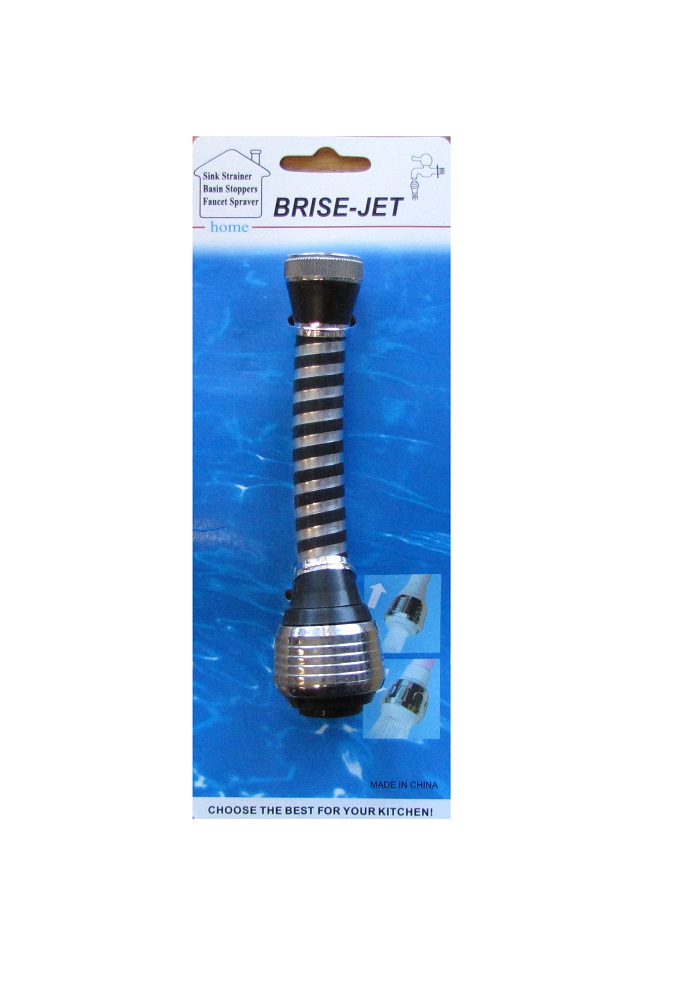 Sink Strainer
Basin Stoppers
Faucet Sprayer
home
BRISE-JET
MADE IN CHINA
CHOOSE THE BEST FOR YOUR KITCHEN!